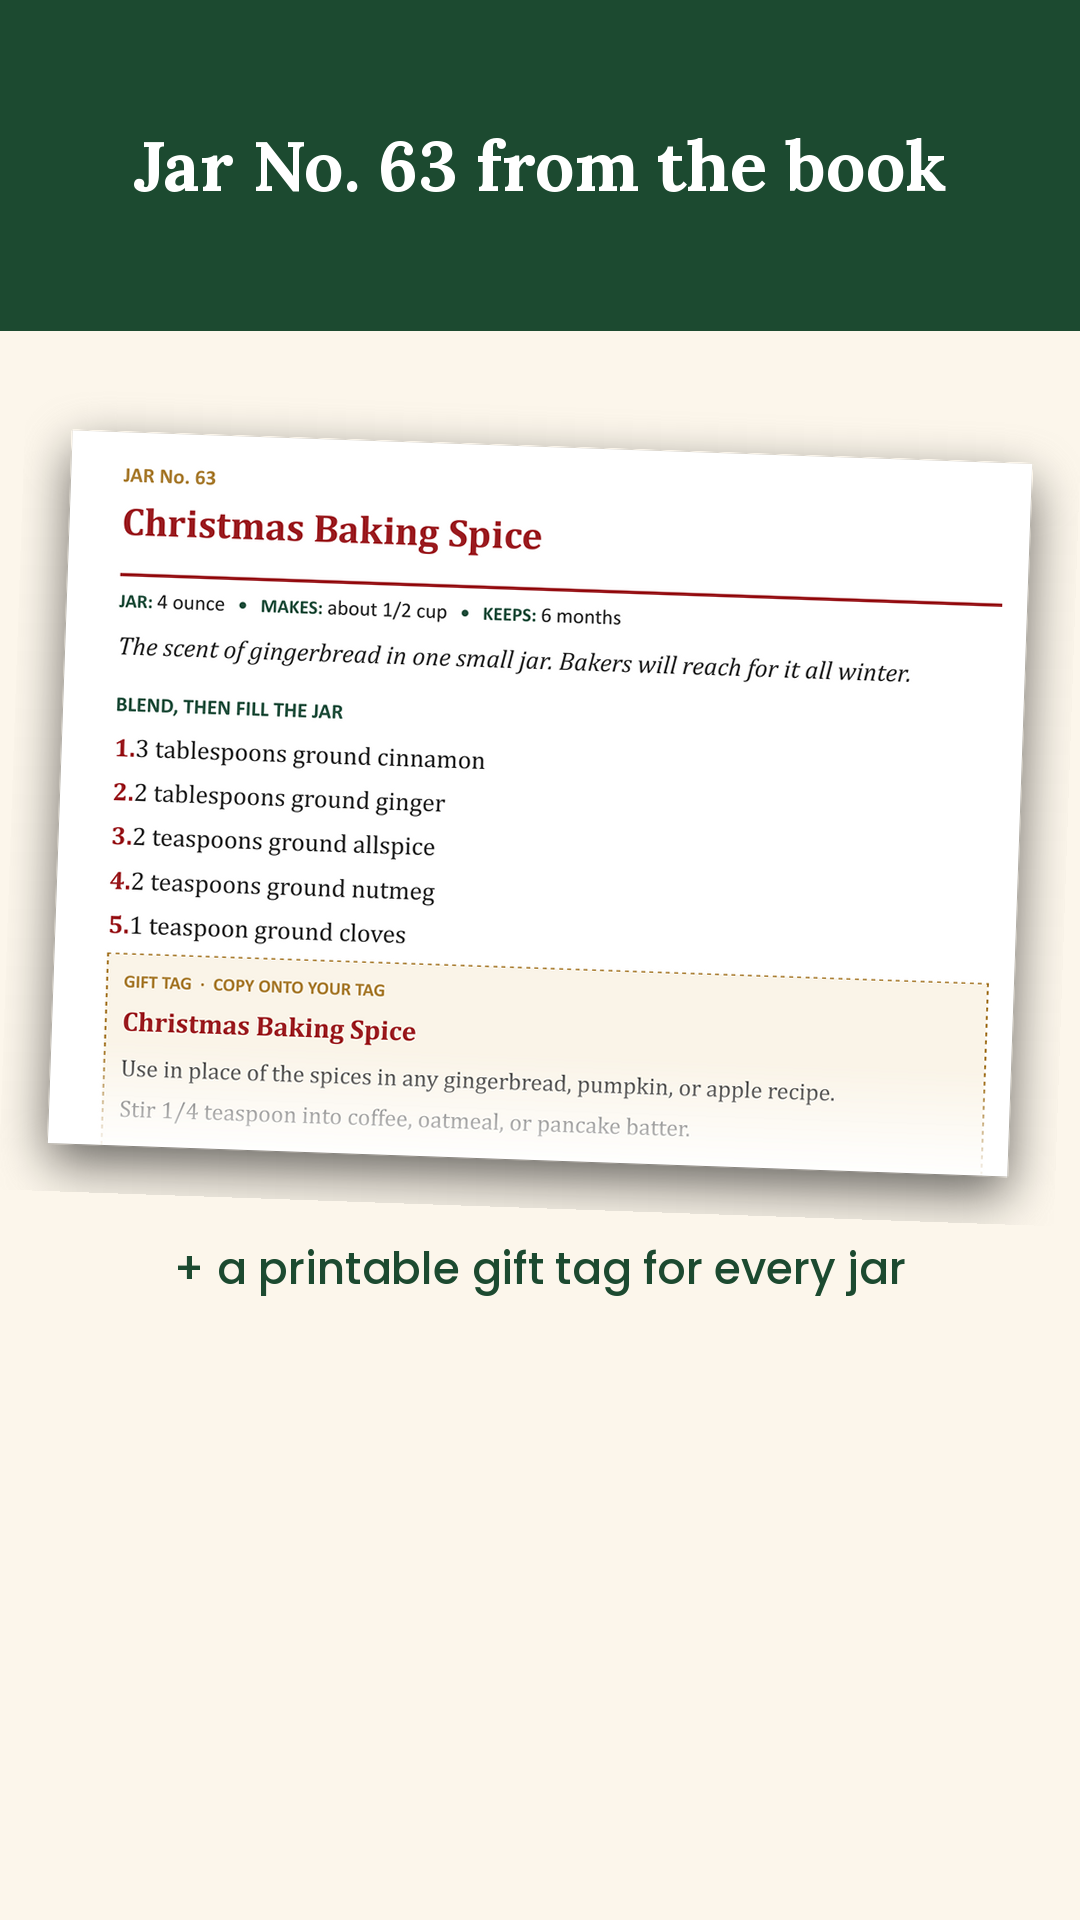 Jar No. 63 from the book
JAR No. 63
Christmas Baking Spice
JAR: 4 ounce • MAKES: about 1/2 cup • KEEPS: 6 months
The scent of gingerbread in one small jar. Bakers will reach for it all winter.
BLEND, THEN FILL THE JAR
1.3 tablespoons ground cinnamon
2.2 tablespoons ground ginger
3.2 teaspoons ground allspice
4.2 teaspoons ground nutmeg
5.1 teaspoon ground cloves
GIFT TAG · COPY ONTO YOUR TAG
Christmas Baking Spice
Use in place of the spices in any gingerbread, pumpkin, or apple recipe.
Stir 1/4 teaspoon into coffee, oatmeal, or pancake batter.
+ a printable gift tag for every jar